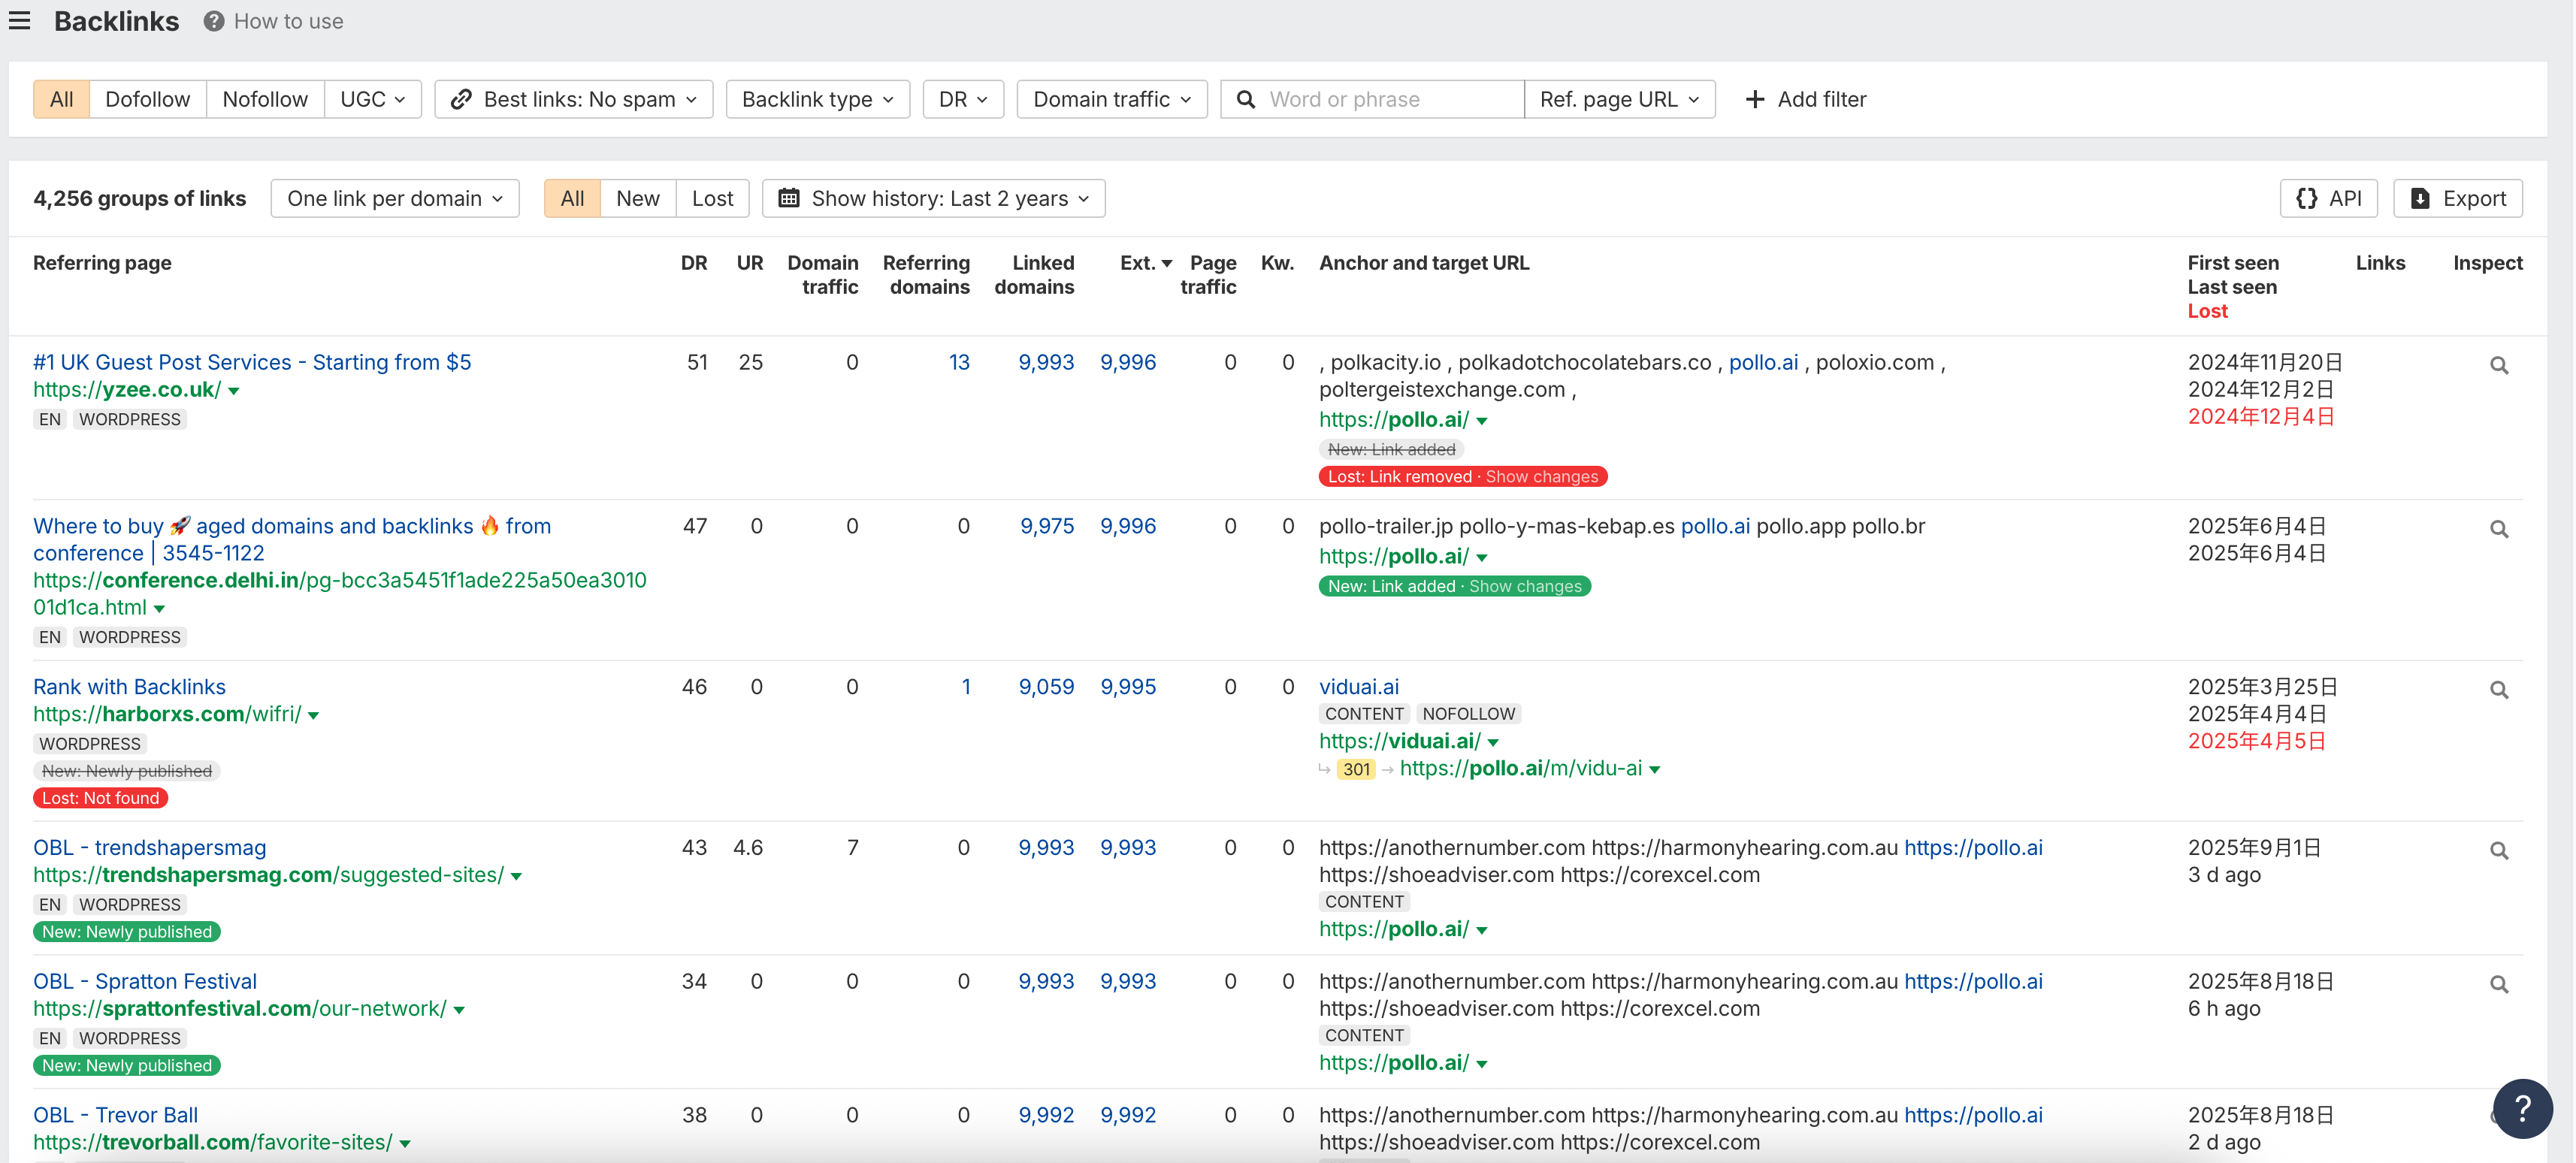 Backlinks How to use
All Dofollow Nofollow UGC Best links: No spam Backlink type DR Domain traffic Word or phrase Ref. page URL + Add filter
4,256 groups of links One link per domain All New Lost Show history: Last 2 years API Export
Referring page DR UR Domain traffic Referring domains Linked domains Ext. Page traffic Kw. Anchor and target URL First seen Last seen Lost Links Inspect
#1 UK Guest Post Services - Starting from $5 51 25 0 13 9,993 9,996 0 0 , polkacity.io , polkadotchocolatebars.co , pollo.ai , poloxio.com , 2024年11月20日
https://yzee.co.uk/ poltergeistexchange.com , 2024年12月2日
EN WORDPRESS https://pollo.ai/ 2024年12月4日
New: Link added
Lost: Link removed · Show changes
Where to buy 🚀 aged domains and backlinks 🔥 from 47 0 0 0 9,975 9,996 0 0 pollo-trailer.jp pollo-y-mas-kebap.es pollo.ai pollo.app pollo.br 2025年6月4日
conference | 3545-1122 https://pollo.ai/ 2025年6月4日
https://conference.delhi.in/pg-bcc3a5451f1ade225a50ea3010 New: Link added · Show changes
01d1ca.html
EN WORDPRESS
Rank with Backlinks 46 0 0 1 9,059 9,995 0 0 viduai.ai 2025年3月25日
https://harborxs.com/wifri/ CONTENT NOFOLLOW 2025年4月4日
WORDPRESS https://viduai.ai/ 2025年4月5日
New: Newly published 301 → https://pollo.ai/m/vidu-ai
Lost: Not found
OBL - trendshapersmag 43 4.6 7 0 9,993 9,993 0 0 https://anothernumber.com https://harmonyhearing.com.au https://pollo.ai 2025年9月1日
https://trendshapersmag.com/suggested-sites/ https://shoeadviser.com https://corexcel.com 3 d ago
EN WORDPRESS CONTENT
New: Newly published https://pollo.ai/
OBL - Spratton Festival 34 0 0 0 9,993 9,993 0 0 https://anothernumber.com https://harmonyhearing.com.au https://pollo.ai 2025年8月18日
https://sprattonfestival.com/our-network/ https://shoeadviser.com https://corexcel.com 6 h ago
EN WORDPRESS CONTENT
New: Newly published https://pollo.ai/
OBL - Trevor Ball 38 0 0 0 9,992 9,992 0 0 https://anothernumber.com https://harmonyhearing.com.au https://pollo.ai 2025年8月18日
https://trevorball.com/favorite-sites/ https://shoeadviser.com https://corexcel.com 2 d ago
?